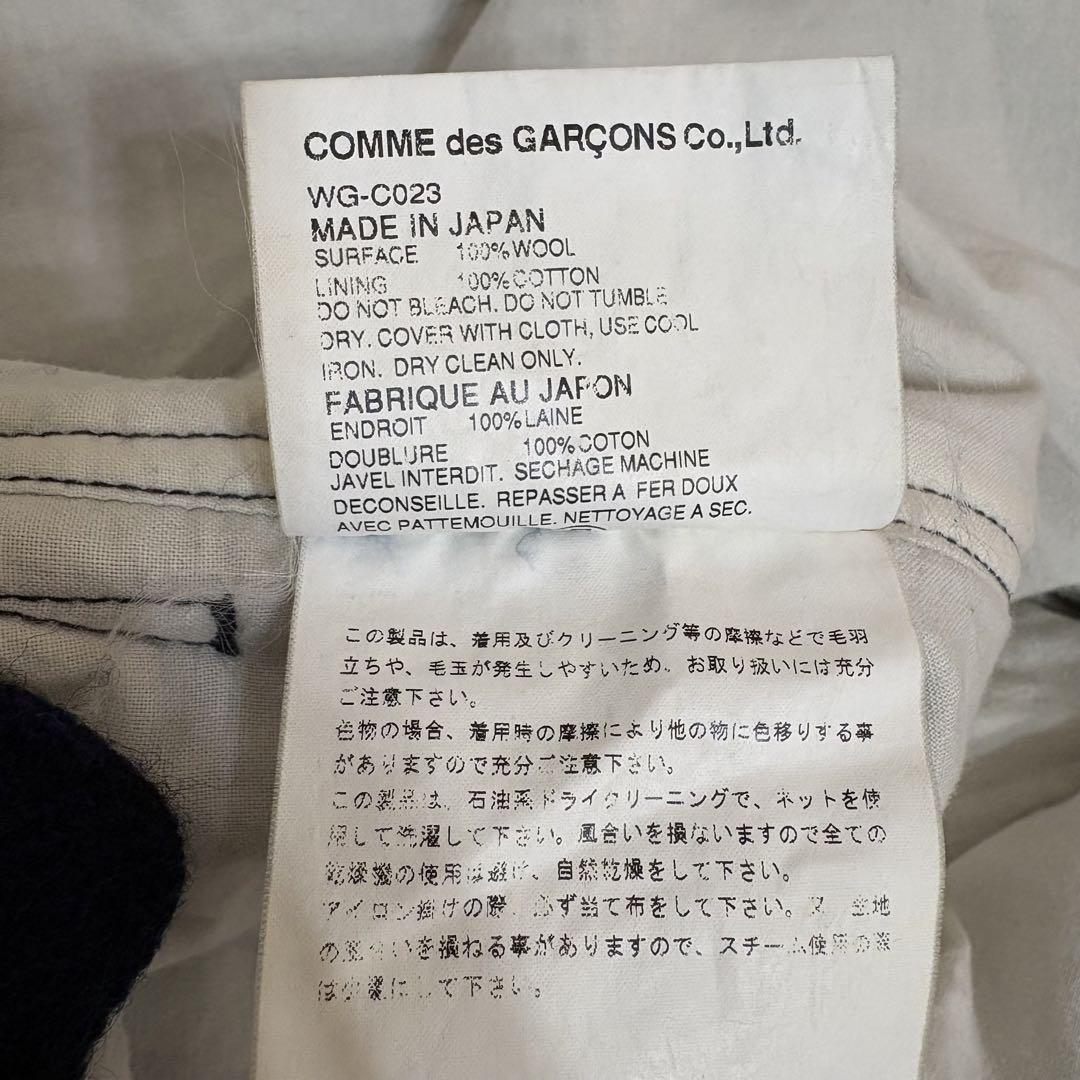 COMME des GARÇONS Co.,Ltd.
WG-C023
MADE IN JAPAN
SURFACE 100%WOOL
LINING 100%COTTON
DO NOT BLEACH. DO NOT TUMBLE
DRY. COVER WITH CLOTH, USE COOL
IRON. DRY CLEAN ONLY.
FABRIQUE AU JAPON
ENDROIT 100%LAINE
DOUBLURE 100%COTON
JAVEL INTERDIT. SECHAGE MACHINE
DECONSEILLE. REPASSER A FER DOUX
AVEC PATTEMOUILLE. NETTOYAGE A SEC.
この製品は、着用及びクリーニング等の摩擦などで毛羽
立ちや、毛玉が発生しやすいため。お取り扱いには充分
ご注意下さい。
色物の場合、着用時の摩擦により他の物に色移りする事
がありますので充分ご注意下さい。
この製品は、石油系ドライクリーニングで、ネットを使
用して洗濯して下さい。風合いを損ないますので全ての
乾燥機の使用は避け、自然乾燥をして下さい。
アイロン掛けの際、必ず当て布をして下さい。又、生地
の風合いを損ねる事がありますので、スチーム使用の際
は
にして下さい。